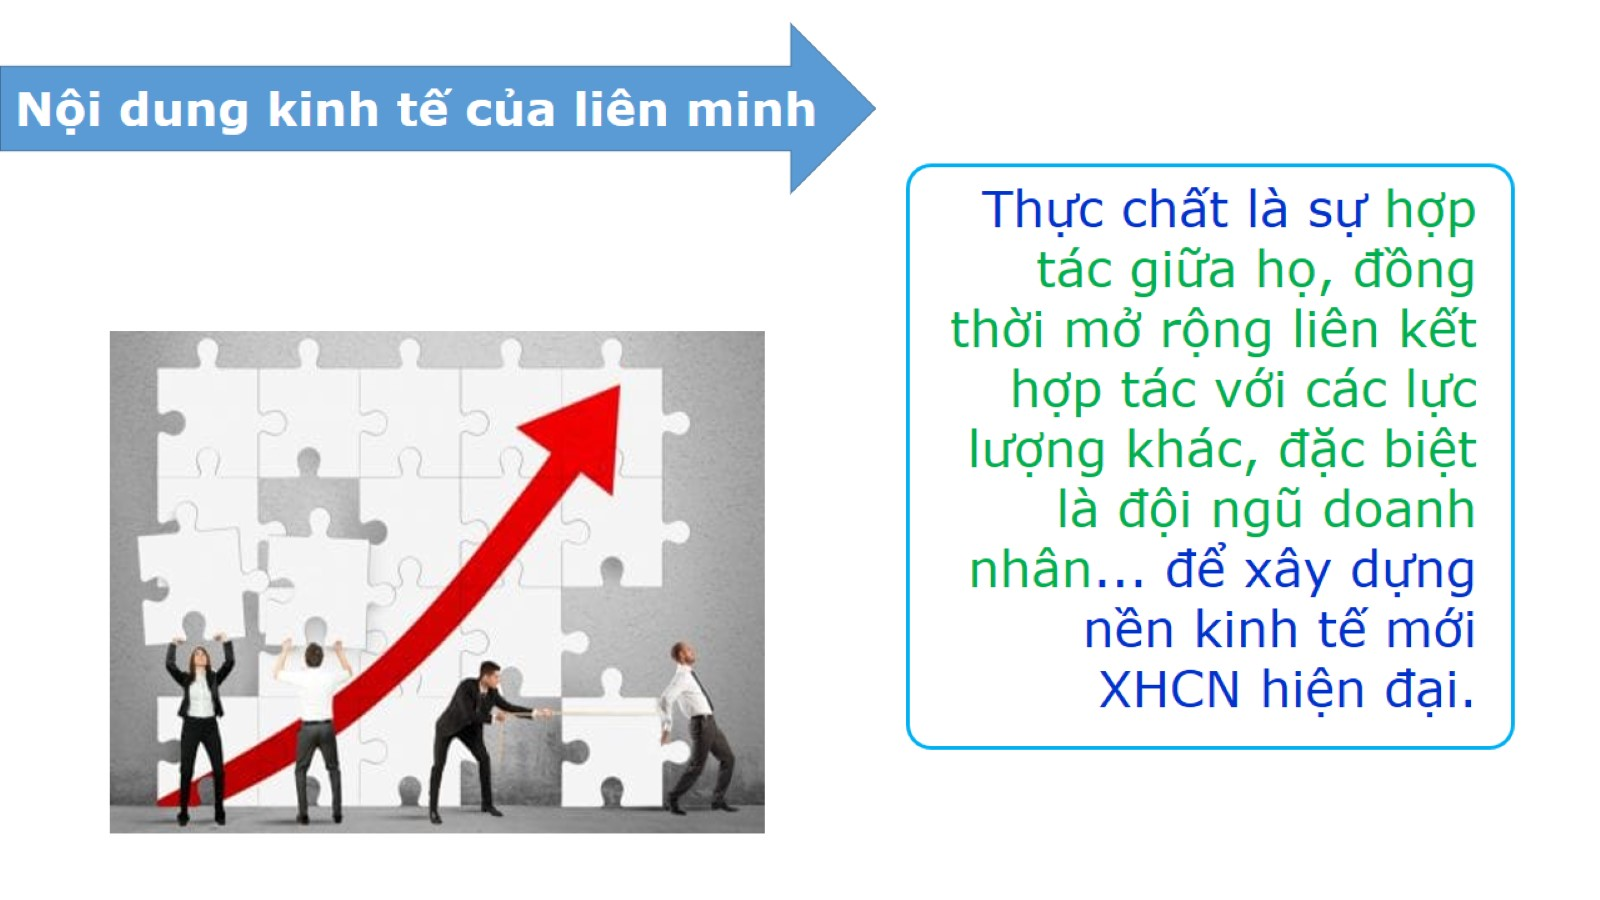 Nội dung kinh tế của liên minh
Thực chất là sự hợp
tác giữa họ, đồng
thời mở rộng liên kết
hợp tác với các lực
lượng khác, đặc biệt
là đội ngũ doanh
nhân... để xây dựng
nền kinh tế mới
XHCN hiện đại.